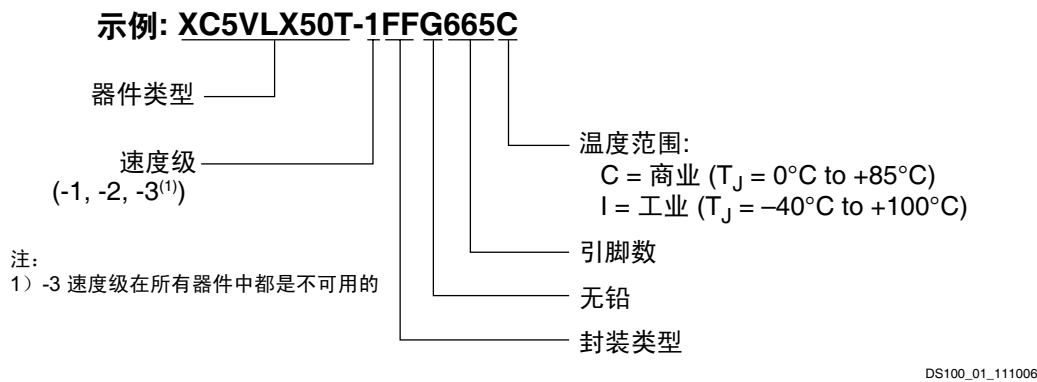 示例: XC5VLX50T-1FFG665C
器件类型
速度级
(-1, -2, -3(1))
温度范围:
C = 商业 (TJ = 0°C to +85°C)
I = 工业 (TJ = –40°C to +100°C)
引脚数
无铅
封装类型
注：
1）-3 速度级在所有器件中都是不可用的
DS100_01_111006